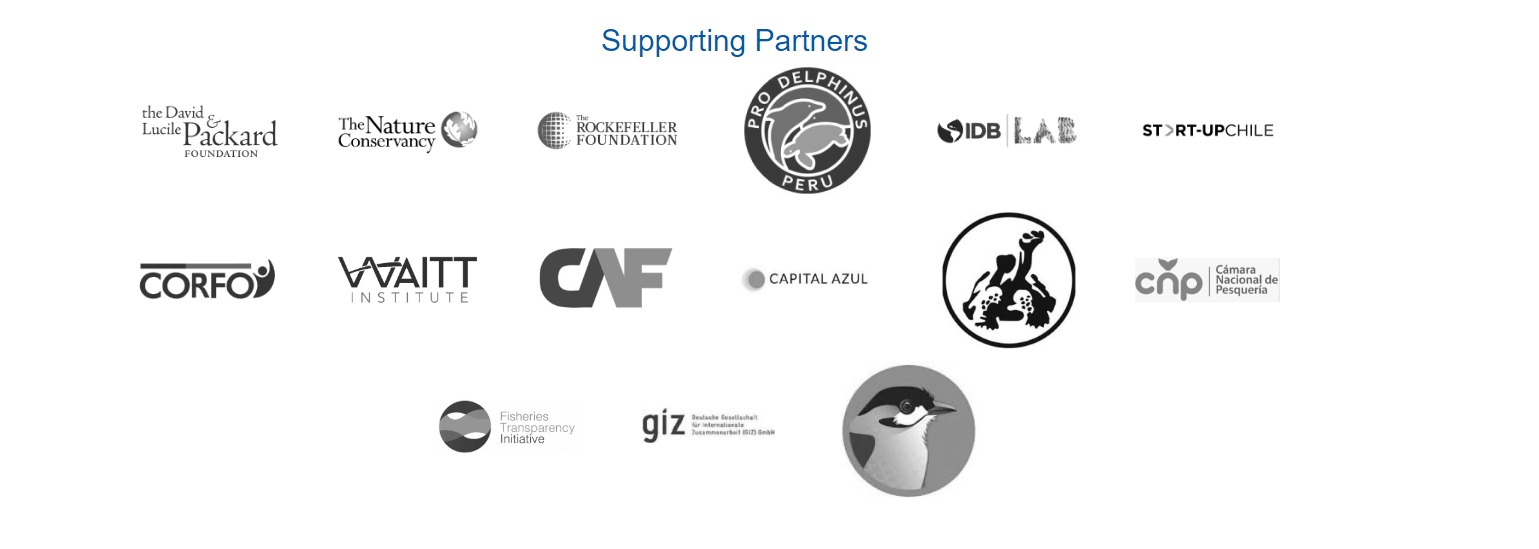 Supporting Partners
the David
& Lucile Packard
FOUNDATION
The Nature
Conservancy
The
ROCKEFELLER
FOUNDATION
PRO DELPHINUS
PERU
IDB | LAB
ST>RT-UPCHILE
CORFO
WAITT
INSTITUTE
CAF
CAPITAL AZUL
cnp
Cámara
Nacional de
Pesquería
Fisheries
Transparency
Initiative
giz
Deutsche Gesellschaft
für Internationale
Zusammenarbeit (GIZ) GmbH